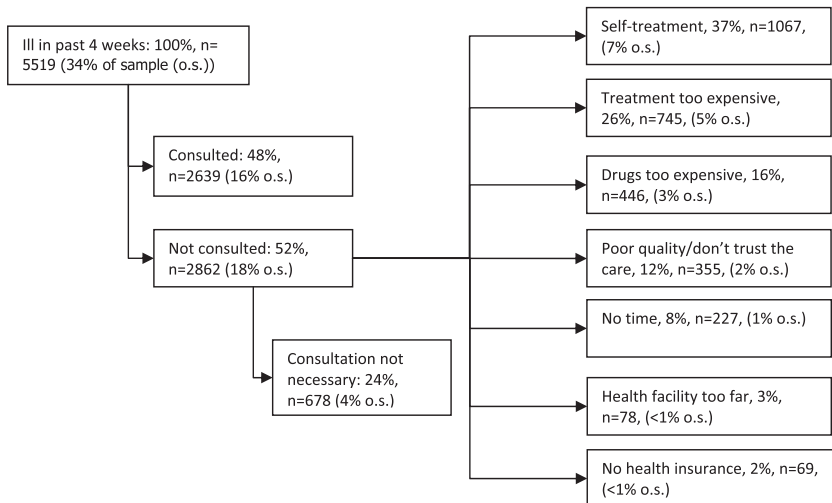 Ill in past 4 weeks: 100%, n=
5519 (34% of sample (o.s.))
Consulted: 48%,
n=2639 (16% o.s.)
Not consulted: 52%,
n=2862 (18% o.s.)
Consultation not
necessary: 24%,
n=678 (4% o.s.)
Self-treatment, 37%, n=1067,
(7% o.s.)
Treatment too expensive,
26%, n=745, (5% o.s.)
Drugs too expensive, 16%,
n=446, (3% o.s.)
Poor quality/don’t trust the
care, 12%, n=355, (2% o.s.)
No time, 8%, n=227, (1% o.s.)
Health facility too far, 3%,
n=78, (<1% o.s.)
No health insurance, 2%, n=69,
(<1% o.s.)